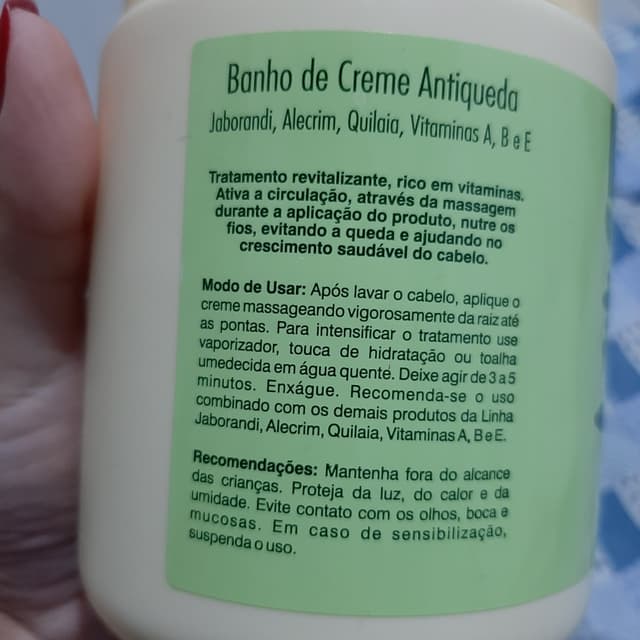 Banho de Creme Antiqueda
Jaborandi, Alecrim, Quilaia, Vitaminas A, B e E
Tratamento revitalizante, rico em vitaminas.
Ativa a circulação, através da massagem
durante a aplicação do produto, nutre os
fios, evitando a queda e ajudando no
crescimento saudável do cabelo.
Modo de Usar: Após lavar o cabelo, aplique o
creme massageando vigorosamente da raiz até
as pontas. Para intensificar o tratamento use
vaporizador, touca de hidratação ou toalha
umedecida em água quente. Deixe agir de 3 a 5
minutos. Enxágue. Recomenda-se o uso
combinado com os demais produtos da Linha
Jaborandi, Alecrim, Quilaia, Vitaminas A, B e E.
Recomendações: Mantenha fora do alcance
das crianças. Proteja da luz, do calor e da
umidade. Evite contato com os olhos, boca e
mucosas. Em caso de sensibilização,
suspenda o uso.